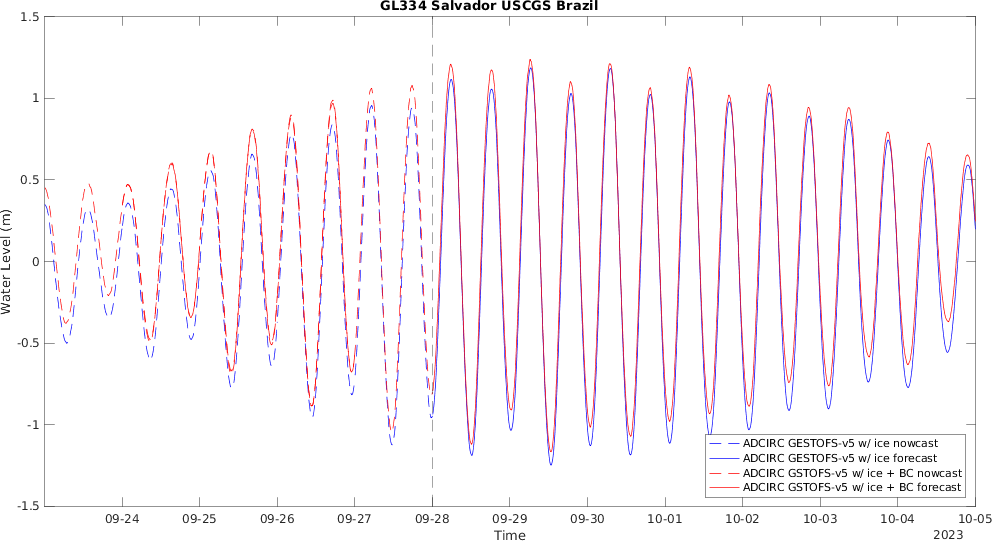 GL334 Salvador USCGS Brazil
1.5
1
0.5
0
-0.5
-1
-1.5
Water Level (m)
09-24 09-25 09-26 09-27 09-28 09-29 09-30 10-01 10-02 10-03 10-04 10-05
Time
2023
ADCIRC GESTOFS-v5 w/ ice nowcast
ADCIRC GESTOFS-v5 w/ ice forecast
ADCIRC GSTOFS-v5 w/ ice + BC nowcast
ADCIRC GSTOFS-v5 w/ ice + BC forecast